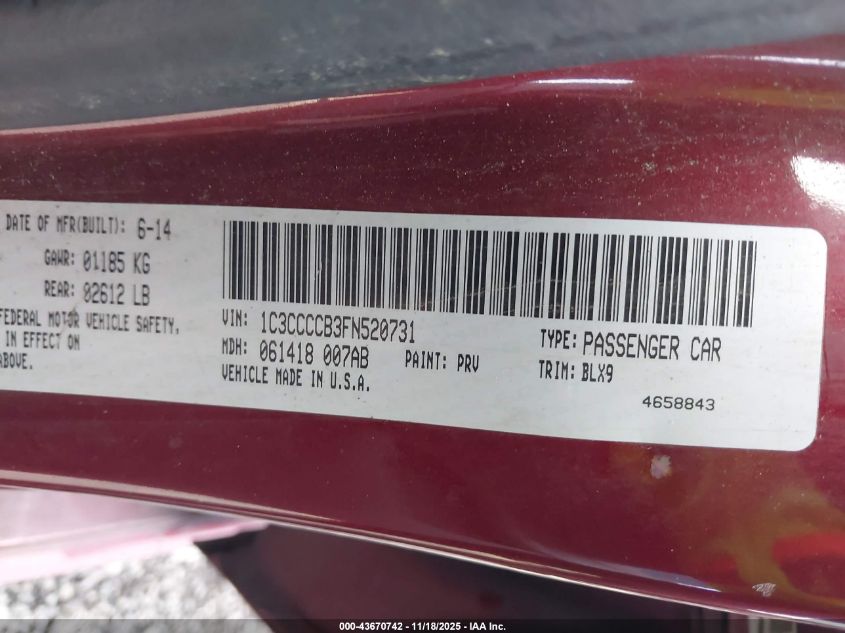 DATE OF MFR(BUILT): 6-14
GAWR: 01185 KG
REAR: 02612 LB
FEDERAL MOTOR VEHICLE SAFETY,
IN EFFECT ON
ABOVE.
VIN: 1C3CCCCB3FN520731
MDH: 061418 007AB PAINT: PRV
VEHICLE MADE IN U.S.A.
TYPE: PASSENGER CAR
TRIM: BLX9
4658843
000-43670742 - 11/18/2025 - IAA Inc.